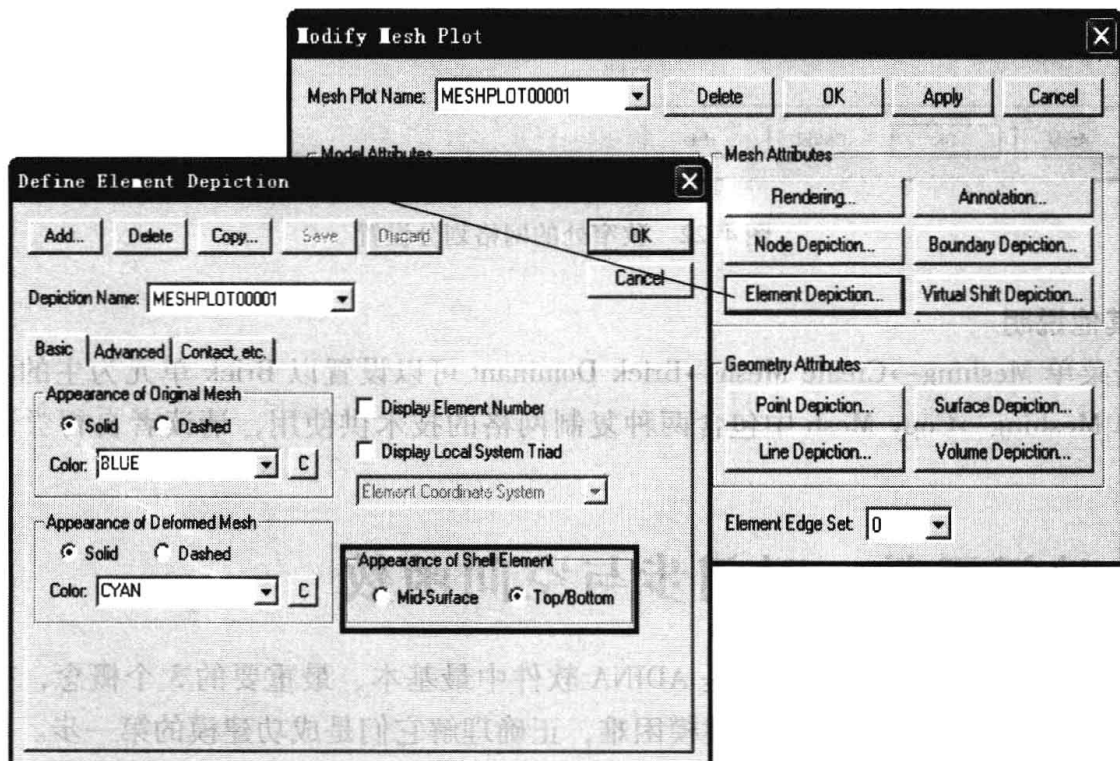 Modify Mesh Plot
Mesh Plot Name: MESHPLOT00001 Delete OK Apply Cancel
Model Attributes
Mesh Attributes
Rendering... Annotation...
Node Depiction... Boundary Depiction...
Element Depiction... Virtual Shift Depiction...
Geometry Attributes
Point Depiction... Surface Depiction...
Line Depiction... Volume Depiction...
Element Edge Set: 0
Define Element Depiction
Add... Delete Copy... Save Discard OK
Cancel
Depiction Name: MESHPLOT00001
Basic Advanced Contact, etc.
Appearance of Original Mesh
Solid Dashed
Color: BLUE C
Display Element Number
Display Local System Triad
Element Coordinate System
Appearance of Deformed Mesh
Solid Dashed
Color: CYAN C
Appearance of Shell Element
Mid-Surface Top/Bottom